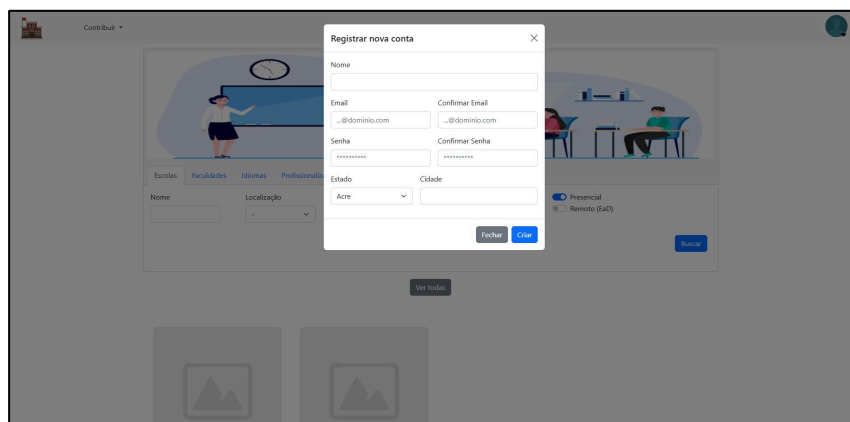 Contribuir
Registrar nova conta
Nome
Email Confirmar Email
...@dominio.com ...@dominio.com
Senha Confirmar Senha
********** **********
Estado Cidade
Acre
Fechar Criar
Escolas Faculdades Idiomas
Nome Localização
-
Presencial
Remoto (EaD)
Buscar
Ver todas